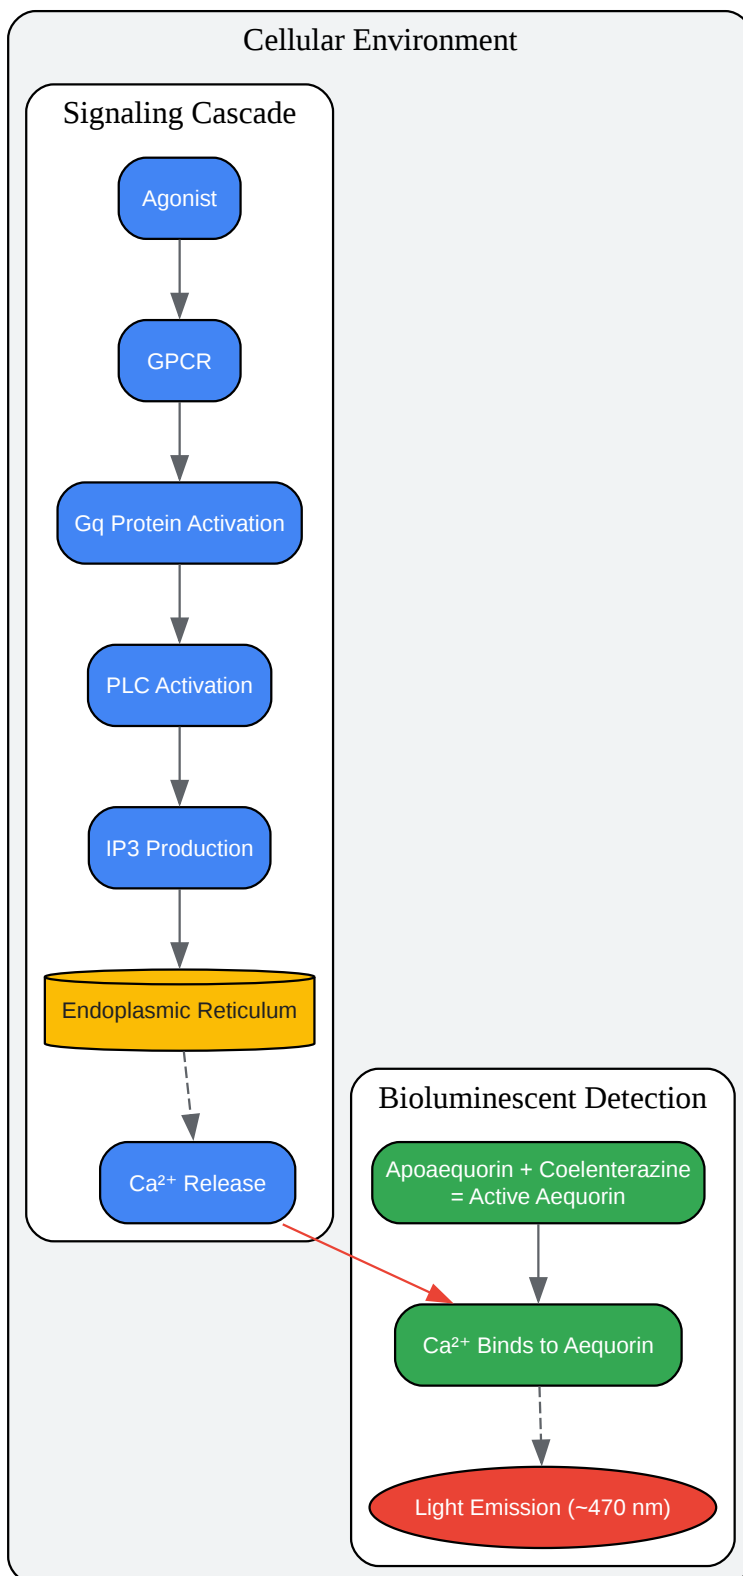 Cellular Environment
Signaling Cascade
Agonist
GPCR
Gq Protein Activation
PLC Activation
IP3 Production
Endoplasmic Reticulum
Ca²⁺ Release
Bioluminescent Detection
Apoaequorin + Coelenterazine
= Active Aequorin
Ca²⁺ Binds to Aequorin
Light Emission (~470 nm)